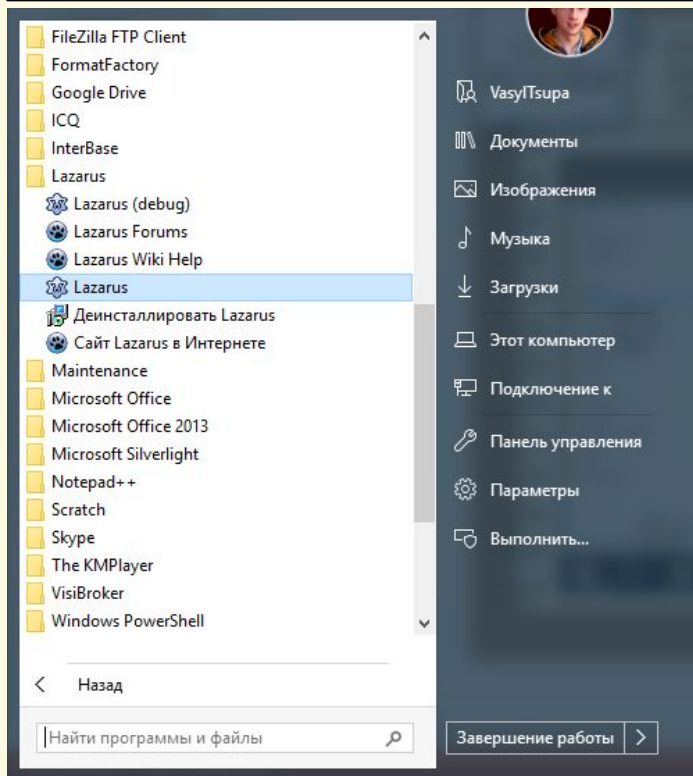 FileZilla FTP Client
FormatFactory
Google Drive
ICQ
InterBase
Lazarus
Lazarus (debug)
Lazarus Forums
Lazarus Wiki Help
Lazarus
Деинсталлировать Lazarus
Сайт Lazarus в Интернете
Maintenance
Microsoft Office
Microsoft Office 2013
Microsoft Silverlight
Notepad++
Scratch
Skype
The KMPlayer
VisiBroker
Windows PowerShell
Назад
Найти программы и файлы
VasylTsupa
Документы
Изображения
Музыка
Загрузки
Этот компьютер
Подключение к
Панель управления
Параметры
Выполнить...
Завершение работы